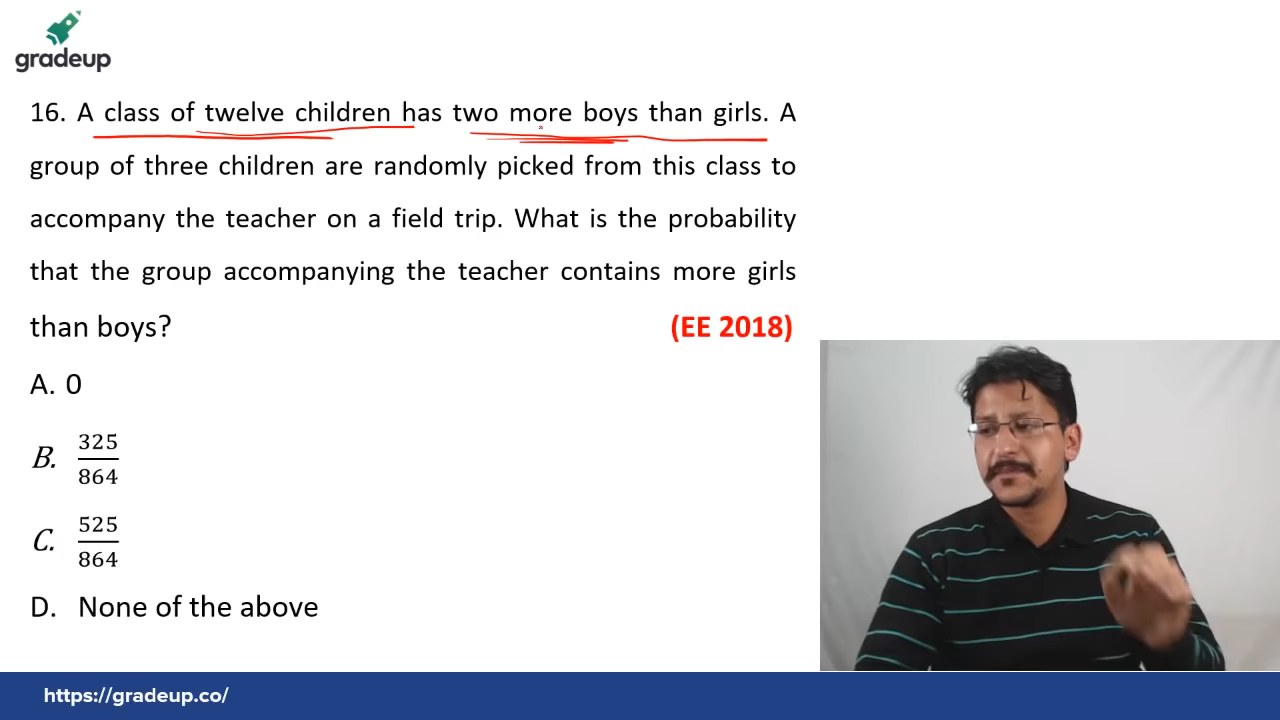 gradeup
16. A class of twelve children has two more boys than girls. A
group of three children are randomly picked from this class to
accompany the teacher on a field trip. What is the probability
that the group accompanying the teacher contains more girls
than boys? (EE 2018)
A. 0
B. 325/864
C. 525/864
D. None of the above
https://gradeup.co/